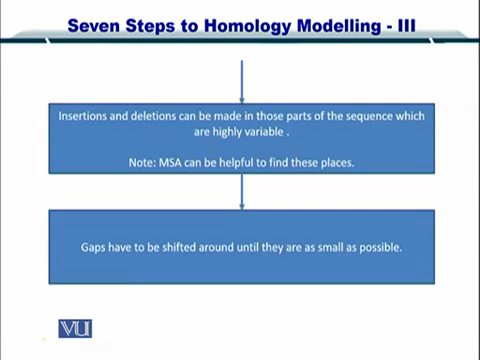 Seven Steps to Homology Modelling - III
Insertions and deletions can be made in those parts of the sequence which
are highly variable .
Note: MSA can be helpful to find these places.
Gaps have to be shifted around until they are as small as possible.
VU